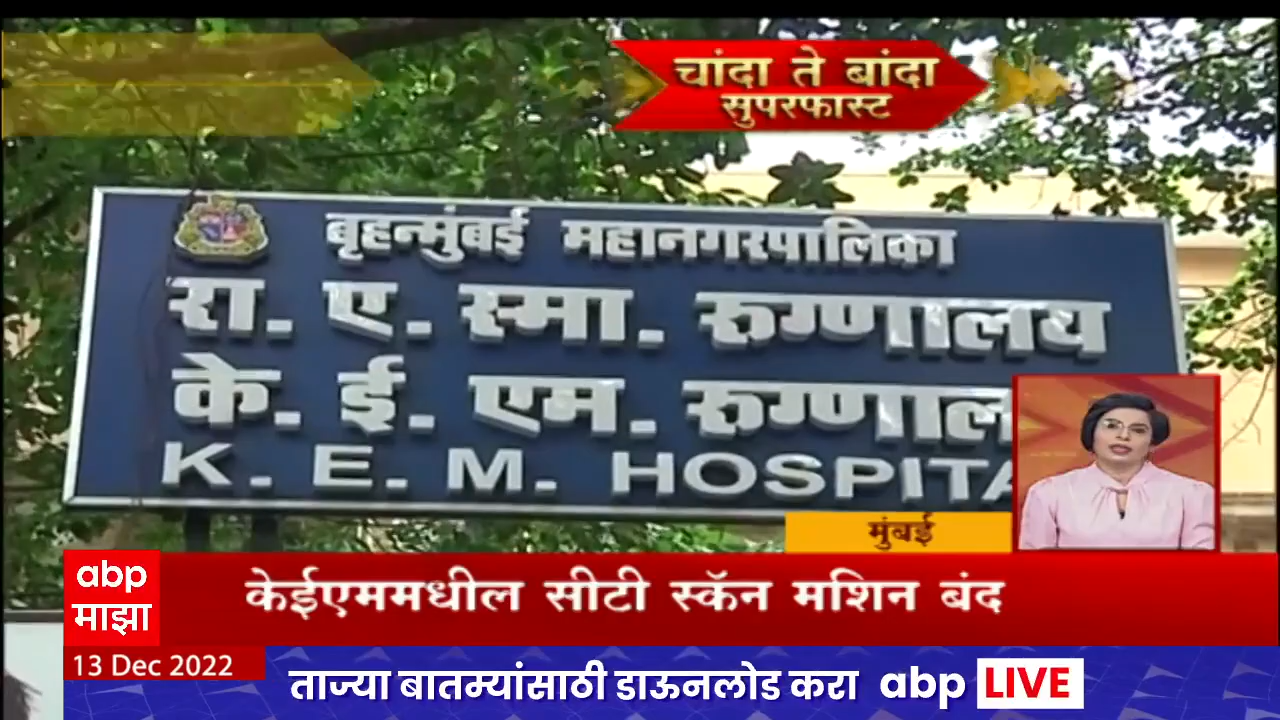 चांदा ते बांदा
सुपरफास्ट
बृहन्मुंबई महानगरपालिका
रा. ए. स्मा. रुग्णालय
के. ई. एम. रुग्णाल
K. E. M. HOSPITA
मुंबई
abp
माझा
केईएममधील सीटी स्कॅन मशिन बंद
13 Dec 2022
ताज्या बातम्यांसाठी डाऊनलोड करा abp LIVE